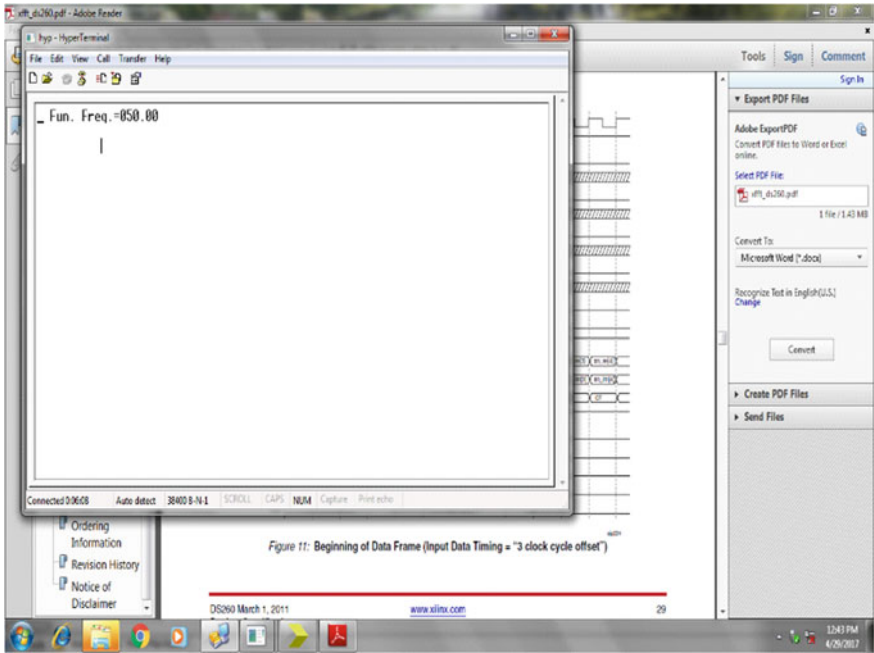 xfft_ds260.pdf - Adobe Reader
hyp - HyperTerminal
File Edit View Call Transfer Help
_ Fun. Freq.=050.00
Connected 0:06:08 Auto detect 38400 8-N-1 SCROLL CAPS NUM Capture Print echo
Tools Sign Comment
Sign In
Export PDF Files
Adobe ExportPDF
Convert PDF files to Word or Excel
online.
Select PDF File:
xfft_ds260.pdf
1 file / 1.43 MB
Convert To:
Microsoft Word (*.docx)
Recognize Text in English(U.S.)
Change
Convert
Create PDF Files
Send Files
Ordering
Information
Revision History
Notice of
Disclaimer
Figure 11: Beginning of Data Frame (Input Data Timing = "3 clock cycle offset")
DS260 March 1, 2011 www.xilinx.com 29
12:43 PM
4/29/2017